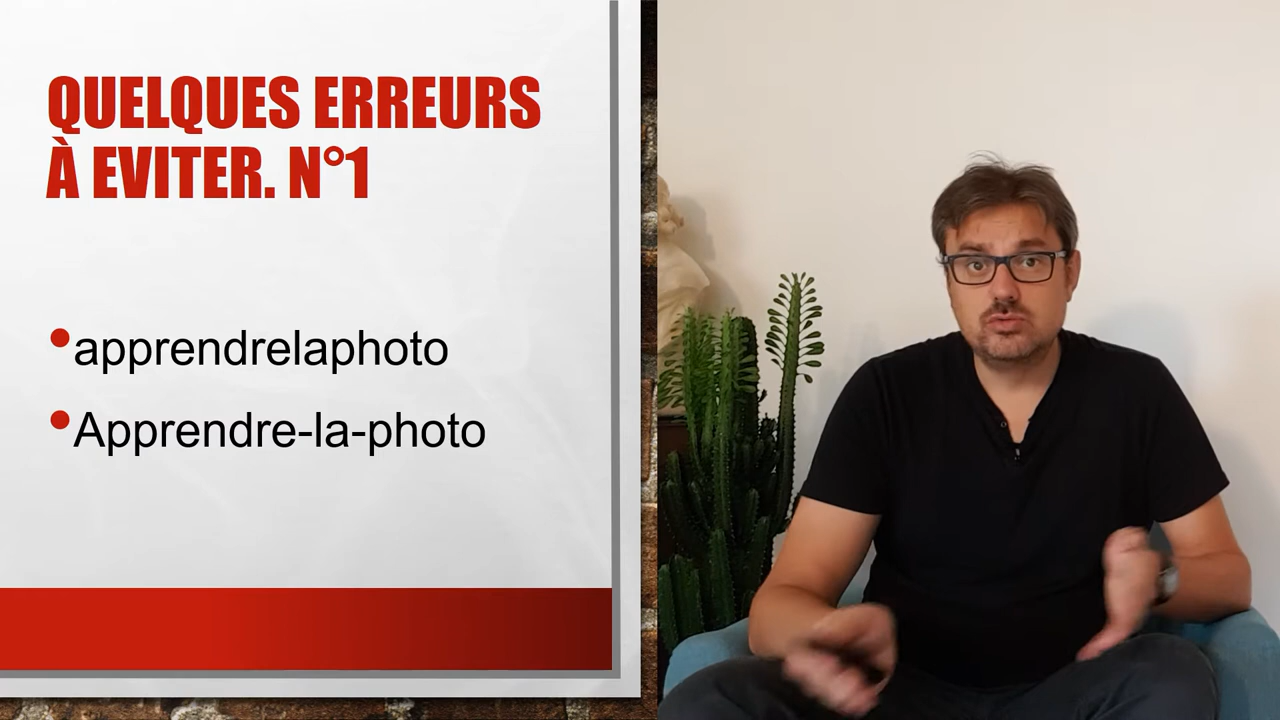 QUELQUES ERREURS
À EVITER. N°1
•apprendrelaphoto
•Apprendre-la-photo